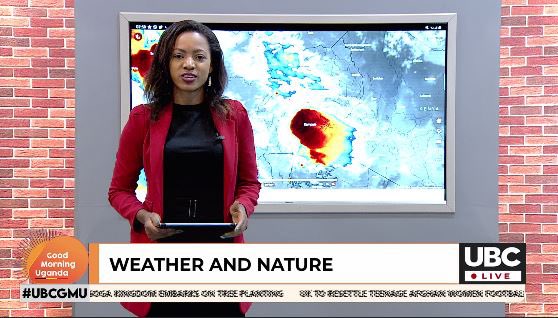 KENYA
UBC
LIVE
Good
Morning
Uganda
WEATHER AND NATURE
#UBCGMU
OGA KINGDOM EMBARKS ON TREE PLANTING UK TO RESETTLE TEENAGE AFGHAN WOMEN FOOTBAL